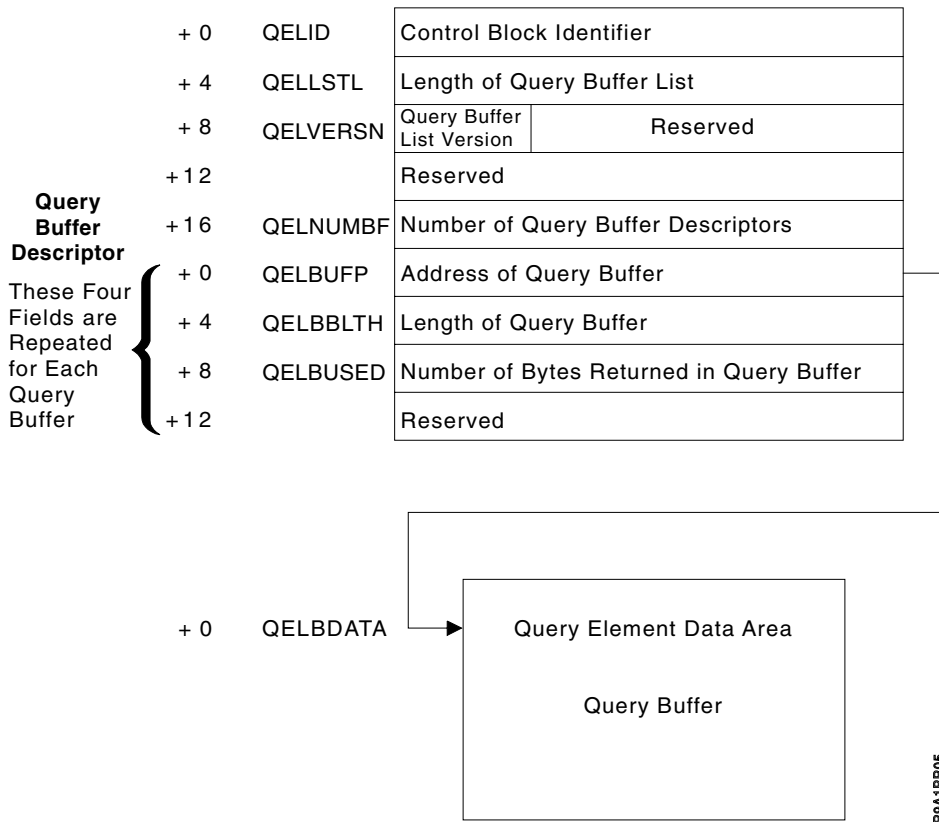 + 0 QELID Control Block Identifier
+ 4 QELLSTL Length of Query Buffer List
+ 8 QELVERSN Query Buffer List Version Reserved
+12 Reserved
Query
Buffer
Descriptor
+16 QELNUMBF Number of Query Buffer Descriptors
+ 0 QELBUFP Address of Query Buffer
These Four
Fields are
Repeated
for Each
Query
Buffer
+ 4 QELBBLTH Length of Query Buffer
+ 8 QELBUSED Number of Bytes Returned in Query Buffer
+12 Reserved
+ 0 QELBDATA Query Element Data Area
Query Buffer